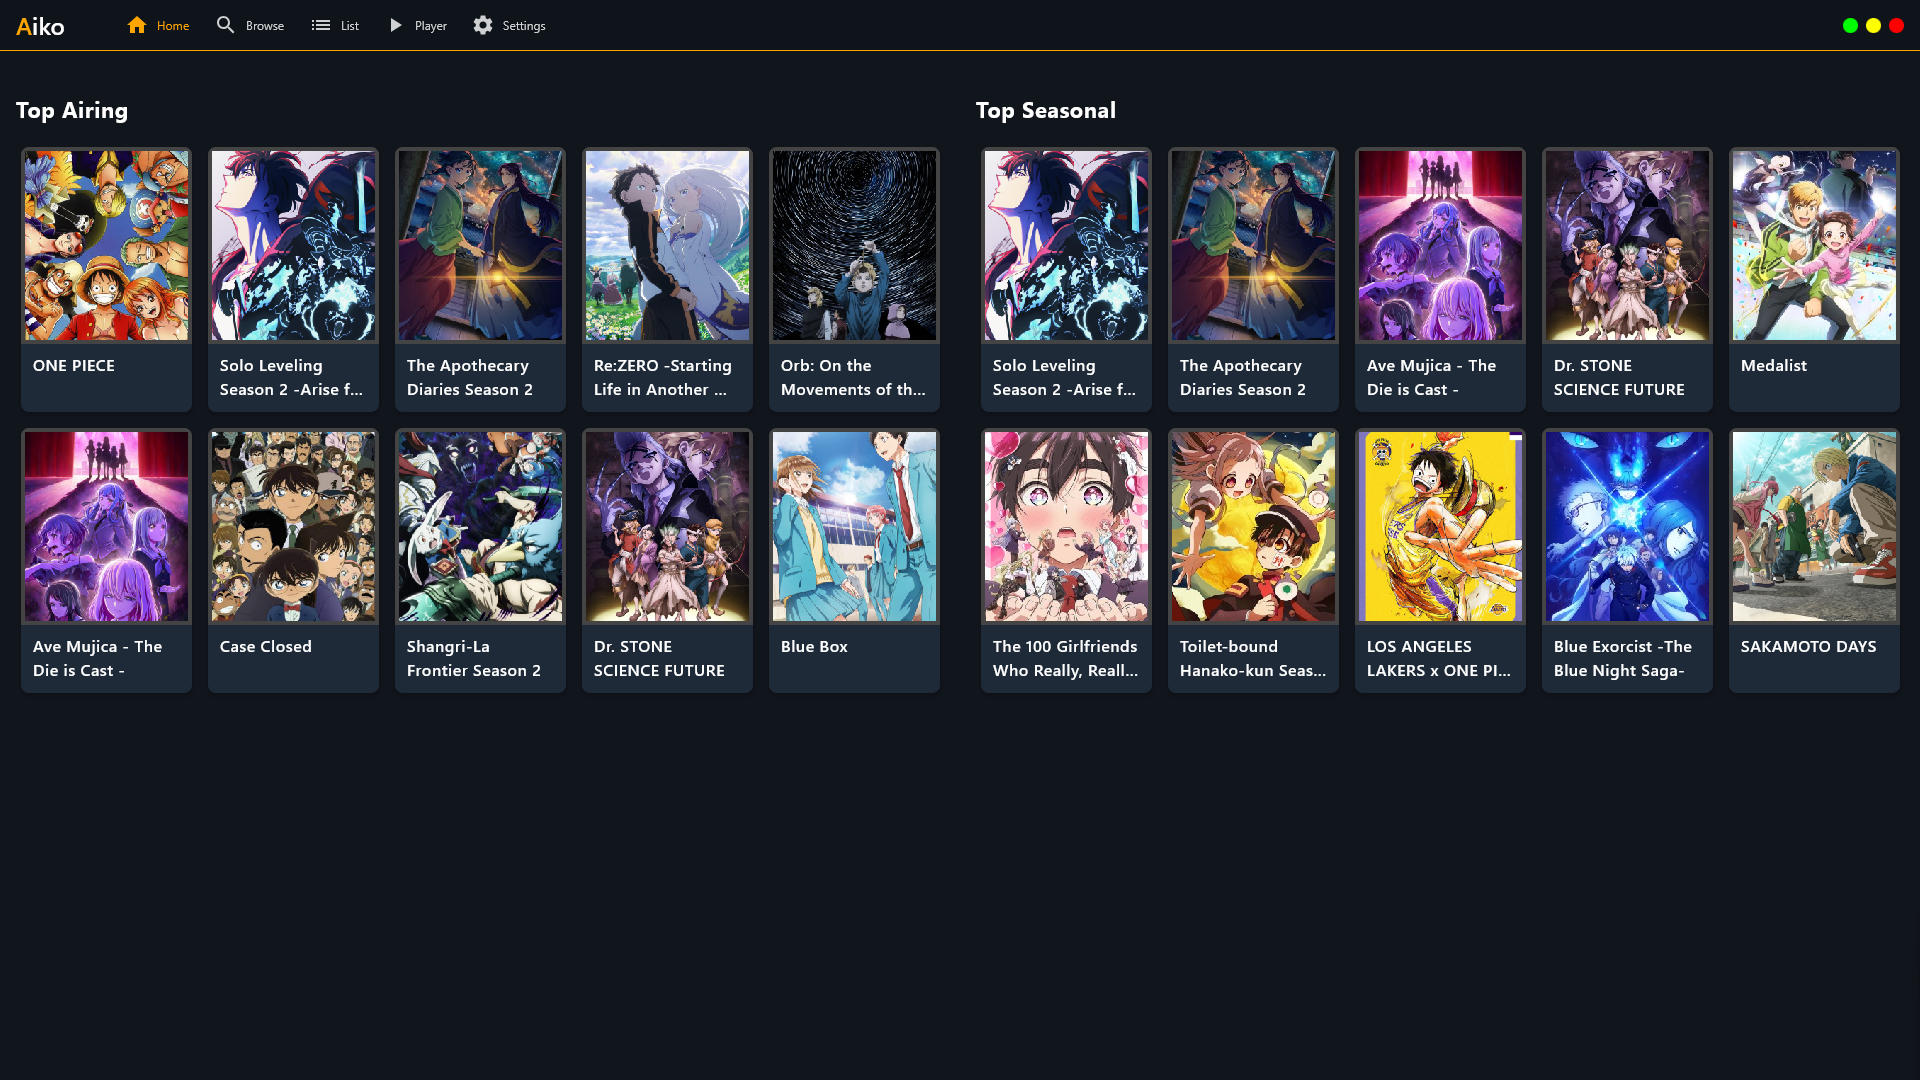 Aiko
Home
Browse
List
Player
Settings
Top Airing
ONE PIECE
Solo Leveling
Season 2 -Arise f...
The Apothecary
Diaries Season 2
Re:ZERO -Starting
Life in Another ...
Orb: On the
Movements of th...
Ave Mujica - The
Die is Cast -
Case Closed
Shangri-La
Frontier Season 2
Dr. STONE
SCIENCE FUTURE
Blue Box
Top Seasonal
Solo Leveling
Season 2 -Arise f...
The Apothecary
Diaries Season 2
Ave Mujica - The
Die is Cast -
Dr. STONE
SCIENCE FUTURE
Medalist
The 100 Girlfriends
Who Really, Reall...
Toilet-bound
Hanako-kun Seas...
LOS ANGELES
LAKERS x ONE PI...
Blue Exorcist -The
Blue Night Saga-
SAKAMOTO DAYS